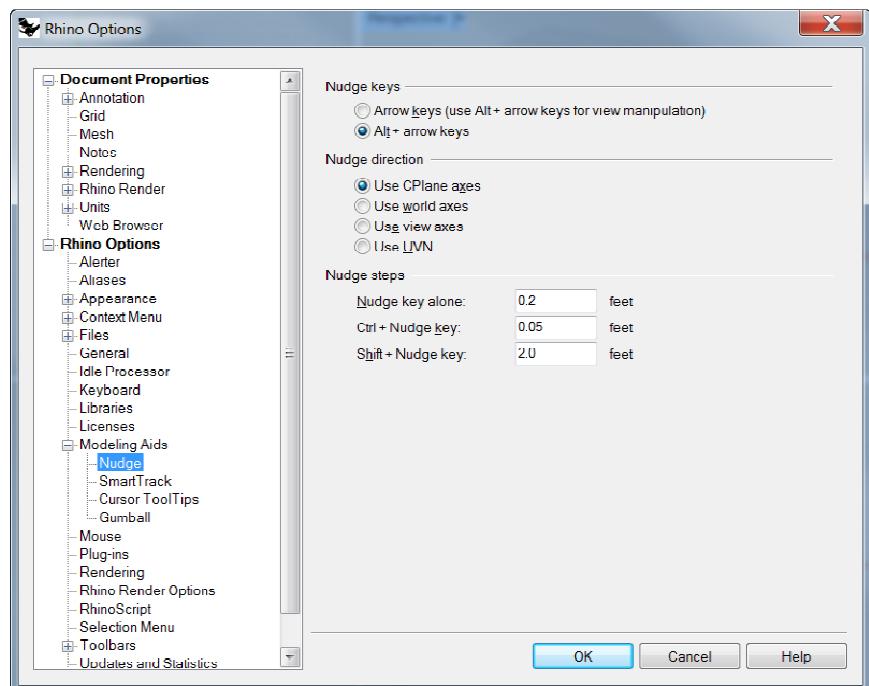 Perspective
Rhino Options
Document Properties
Annotation
Grid
Mesh
Notes
Rendering
Rhino Render
Units
Web Browser
Rhino Options
Alerter
Aliases
Appearance
Context Menu
Files
General
Idle Processor
Keyboard
Libraries
Licenses
Modeling Aids
Nudge
SmartTrack
Cursor ToolTips
Gumball
Mouse
Plug-ins
Rendering
Rhino Render Options
RhinoScript
Selection Menu
Toolbars
Updates and Statistics
Nudge keys
Arrow keys (use Alt+ arrow keys for view manipulation)
Alt+ arrow keys
Nudge direction
Use CPlane axes
Use world axes
Use view axes
Use UVN
Nudge steps
Nudge key alone: 0.2 feet
Ctrl + Nudge key: 0.05 feet
Shift + Nudge key: 2.0 feet
OK Cancel Help